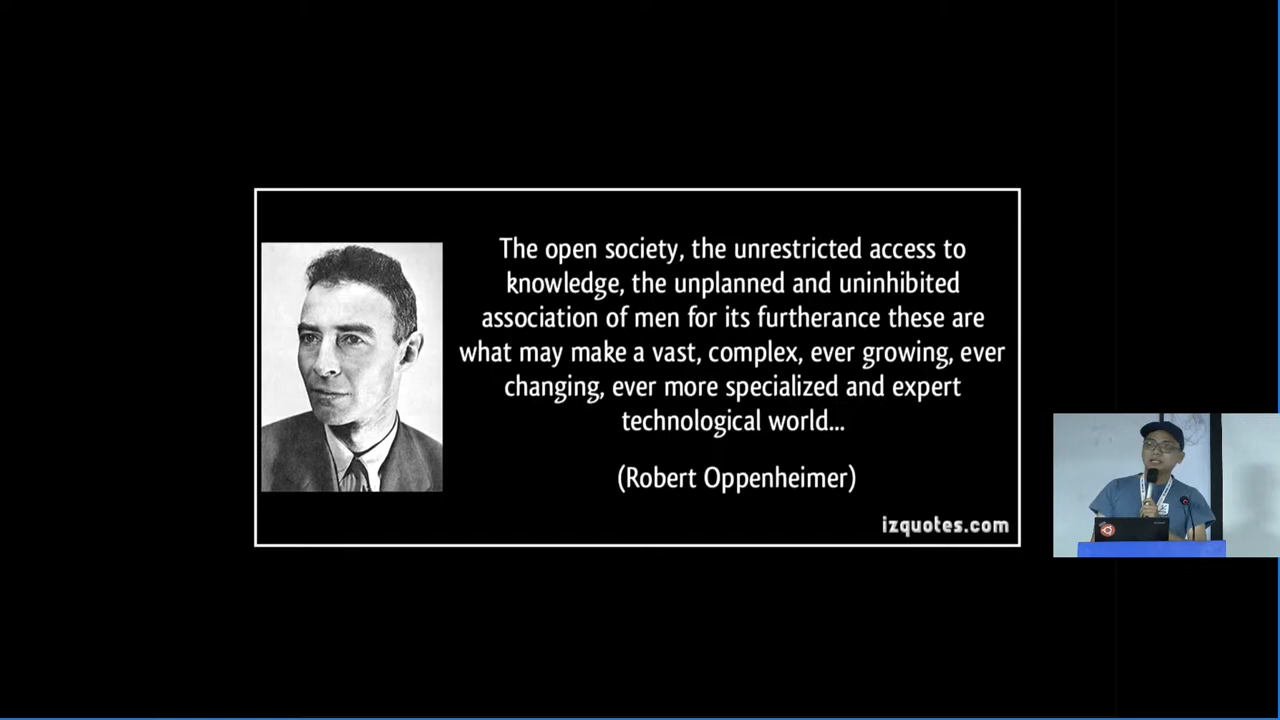 The open society, the unrestricted access to
knowledge, the unplanned and uninhibited
association of men for its furtherance these are
what may make a vast, complex, ever growing, ever
changing, ever more specialized and expert
technological world...
(Robert Oppenheimer)
izquotes.com